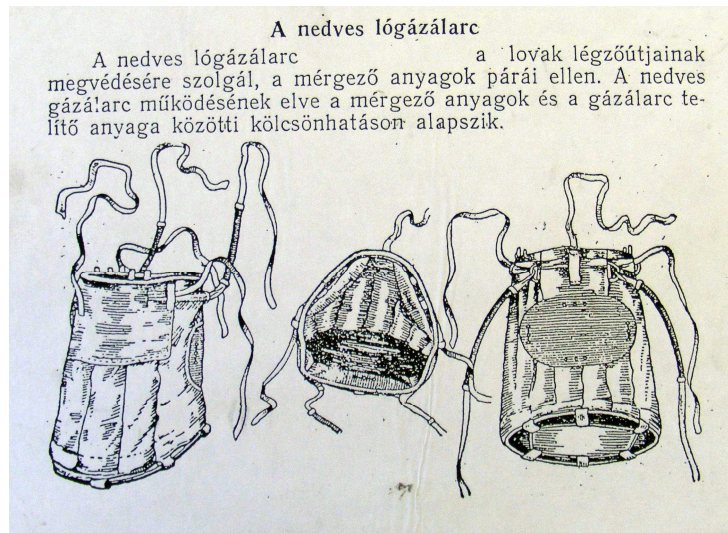 A nedves lógázálarc
A nedves lógázálarc a lovak légzőútjainak
megvédésére szolgál, a mérgező anyagok párái ellen. A nedves
gázálarc működésének elve a mérgező anyagok és a gázálarc te-
lítő anyaga közötti kölcsönhatáson alapszik.